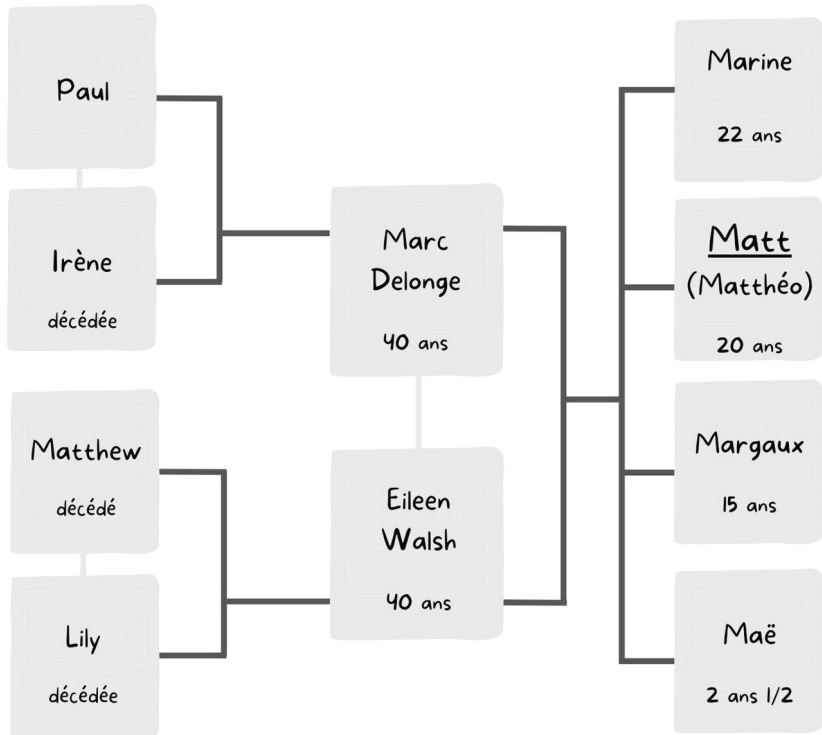 Paul
Irène
décédée
Matthew
décédé
Lily
décédée
Marc
Delonge
40 ans
Eileen
Walsh
40 ans
Marine
22 ans
Matt
(Matthéo)
20 ans
Margaux
15 ans
Maë
2 ans 1/2